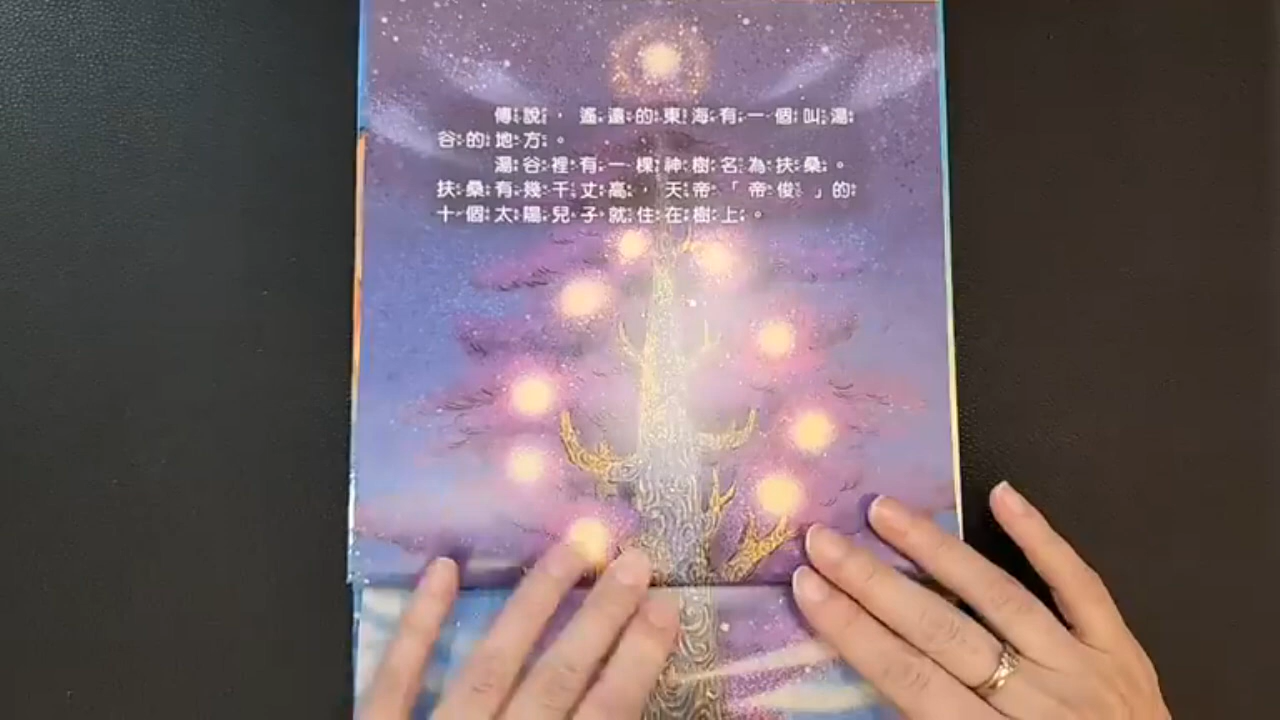 傳說，遙遠的東海有一個叫湯
谷的地方。
湯谷裡有一棵神樹名為扶桑。
扶桑有幾千丈高，天帝「帝俊」的
十個太陽兒子就住在樹上。